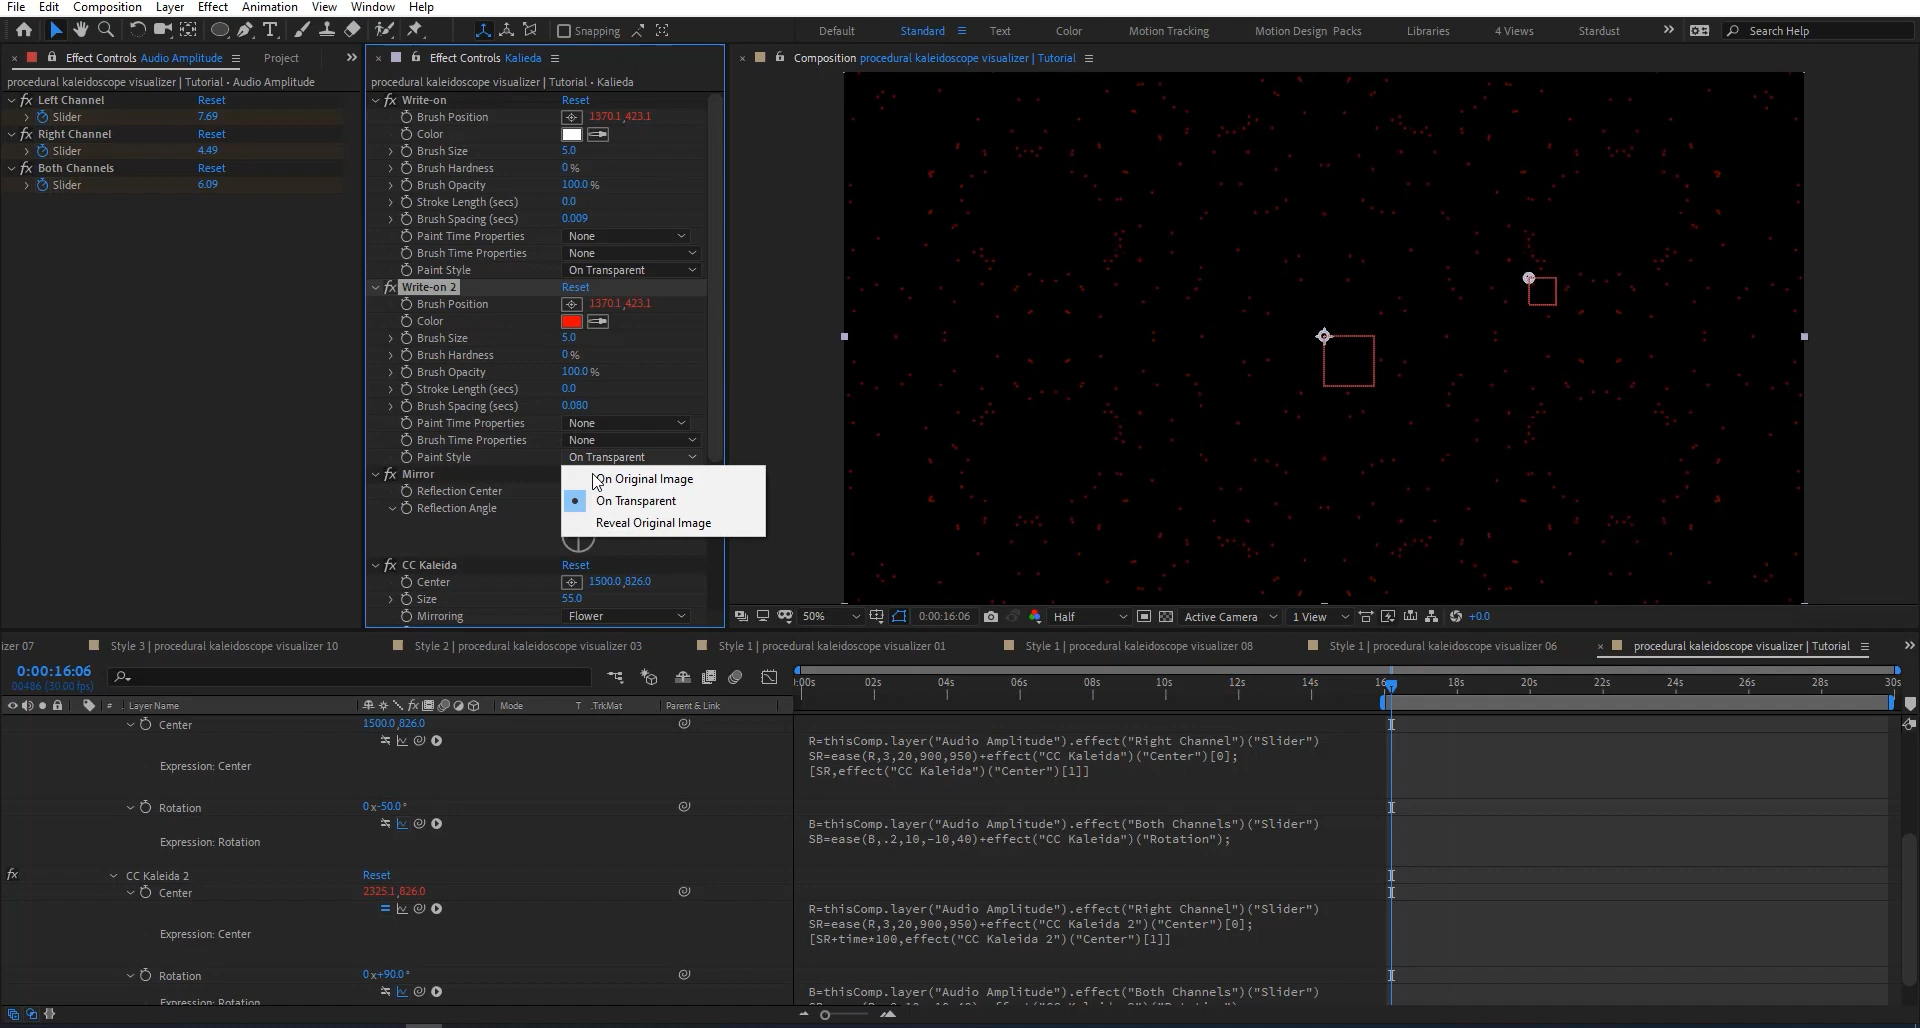 File Edit Composition Layer Effect Animation View Window Help
Snapping
Default Standard Text Color Motion Tracking Motion Design Packs Libraries 4 Views Stardust Search Help
Effect Controls Audio Amplitude Project
procedural kaleidoscope visualizer | Tutorial • Audio Amplitude
fx Left Channel Reset
Slider 7.69
fx Right Channel Reset
Slider 4.49
fx Both Channels Reset
Slider 6.09
Effect Controls Kalieda
procedural kaleidoscope visualizer | Tutorial • Kalieda
fx Write-on Reset
Brush Position 1370.1,423.1
Color
Brush Size 5.0
Brush Hardness 0 %
Brush Opacity 100.0 %
Stroke Length (secs) 0.0
Brush Spacing (secs) 0.009
Paint Time Properties None
Brush Time Properties None
Paint Style On Transparent
fx Write-on 2 Reset
Brush Position 1370.1,423.1
Color
Brush Size 5.0
Brush Hardness 0 %
Brush Opacity 100.0 %
Stroke Length (secs) 0.0
Brush Spacing (secs) 0.080
Paint Time Properties None
Brush Time Properties None
Paint Style On Transparent
On Original Image
On Transparent
Reveal Original Image
fx Mirror
Reflection Center
Reflection Angle
fx CC Kaleida Reset
Center 1500.0,826.0
Size 55.0
Mirroring Flower
Composition procedural kaleidoscope visualizer | Tutorial
50% 0:00:16:06 Half Active Camera 1 View +0.0
izer 07 Style 3 | procedural kaleidoscope visualizer 10 Style 2 | procedural kaleidoscope visualizer 03 Style 1 | procedural kaleidoscope visualizer 01 Style 1 | procedural kaleidoscope visualizer 08 Style 1 | procedural kaleidoscope visualizer 06 procedural kaleidoscope visualizer | Tutorial
0:00:16:06
00486 (30.00 fps)
:00s 02s 04s 06s 08s 10s 12s 14s 16 18s 20s 22s 24s 26s 28s 30s
# Layer Name Mode T .TrkMat Parent & Link
Center 1500.0,826.0
Expression: Center
R=thisComp.layer("Audio Amplitude").effect("Right Channel")("Slider")
SR=ease(R,3,20,900,950)+effect("CC Kaleida")("Center")[0];
[SR,effect("CC Kaleida")("Center")[1]]
Rotation 0 x-50.0°
Expression: Rotation
B=thisComp.layer("Audio Amplitude").effect("Both Channels")("Slider")
SB=ease(B,.2,10,-10,40)+effect("CC Kaleida")("Rotation");
fx CC Kaleida 2 Reset
Center 2325.1,826.0
Expression: Center
R=thisComp.layer("Audio Amplitude").effect("Right Channel")("Slider")
SR=ease(R,3,20,900,950)+effect("CC Kaleida 2")("Center")[0];
[SR+time*100,effect("CC Kaleida 2")("Center")[1]]
Rotation 0 x+90.0°
Expression: Rotation
B=thisComp.layer("Audio Amplitude").effect("Both Channels")("Slider")